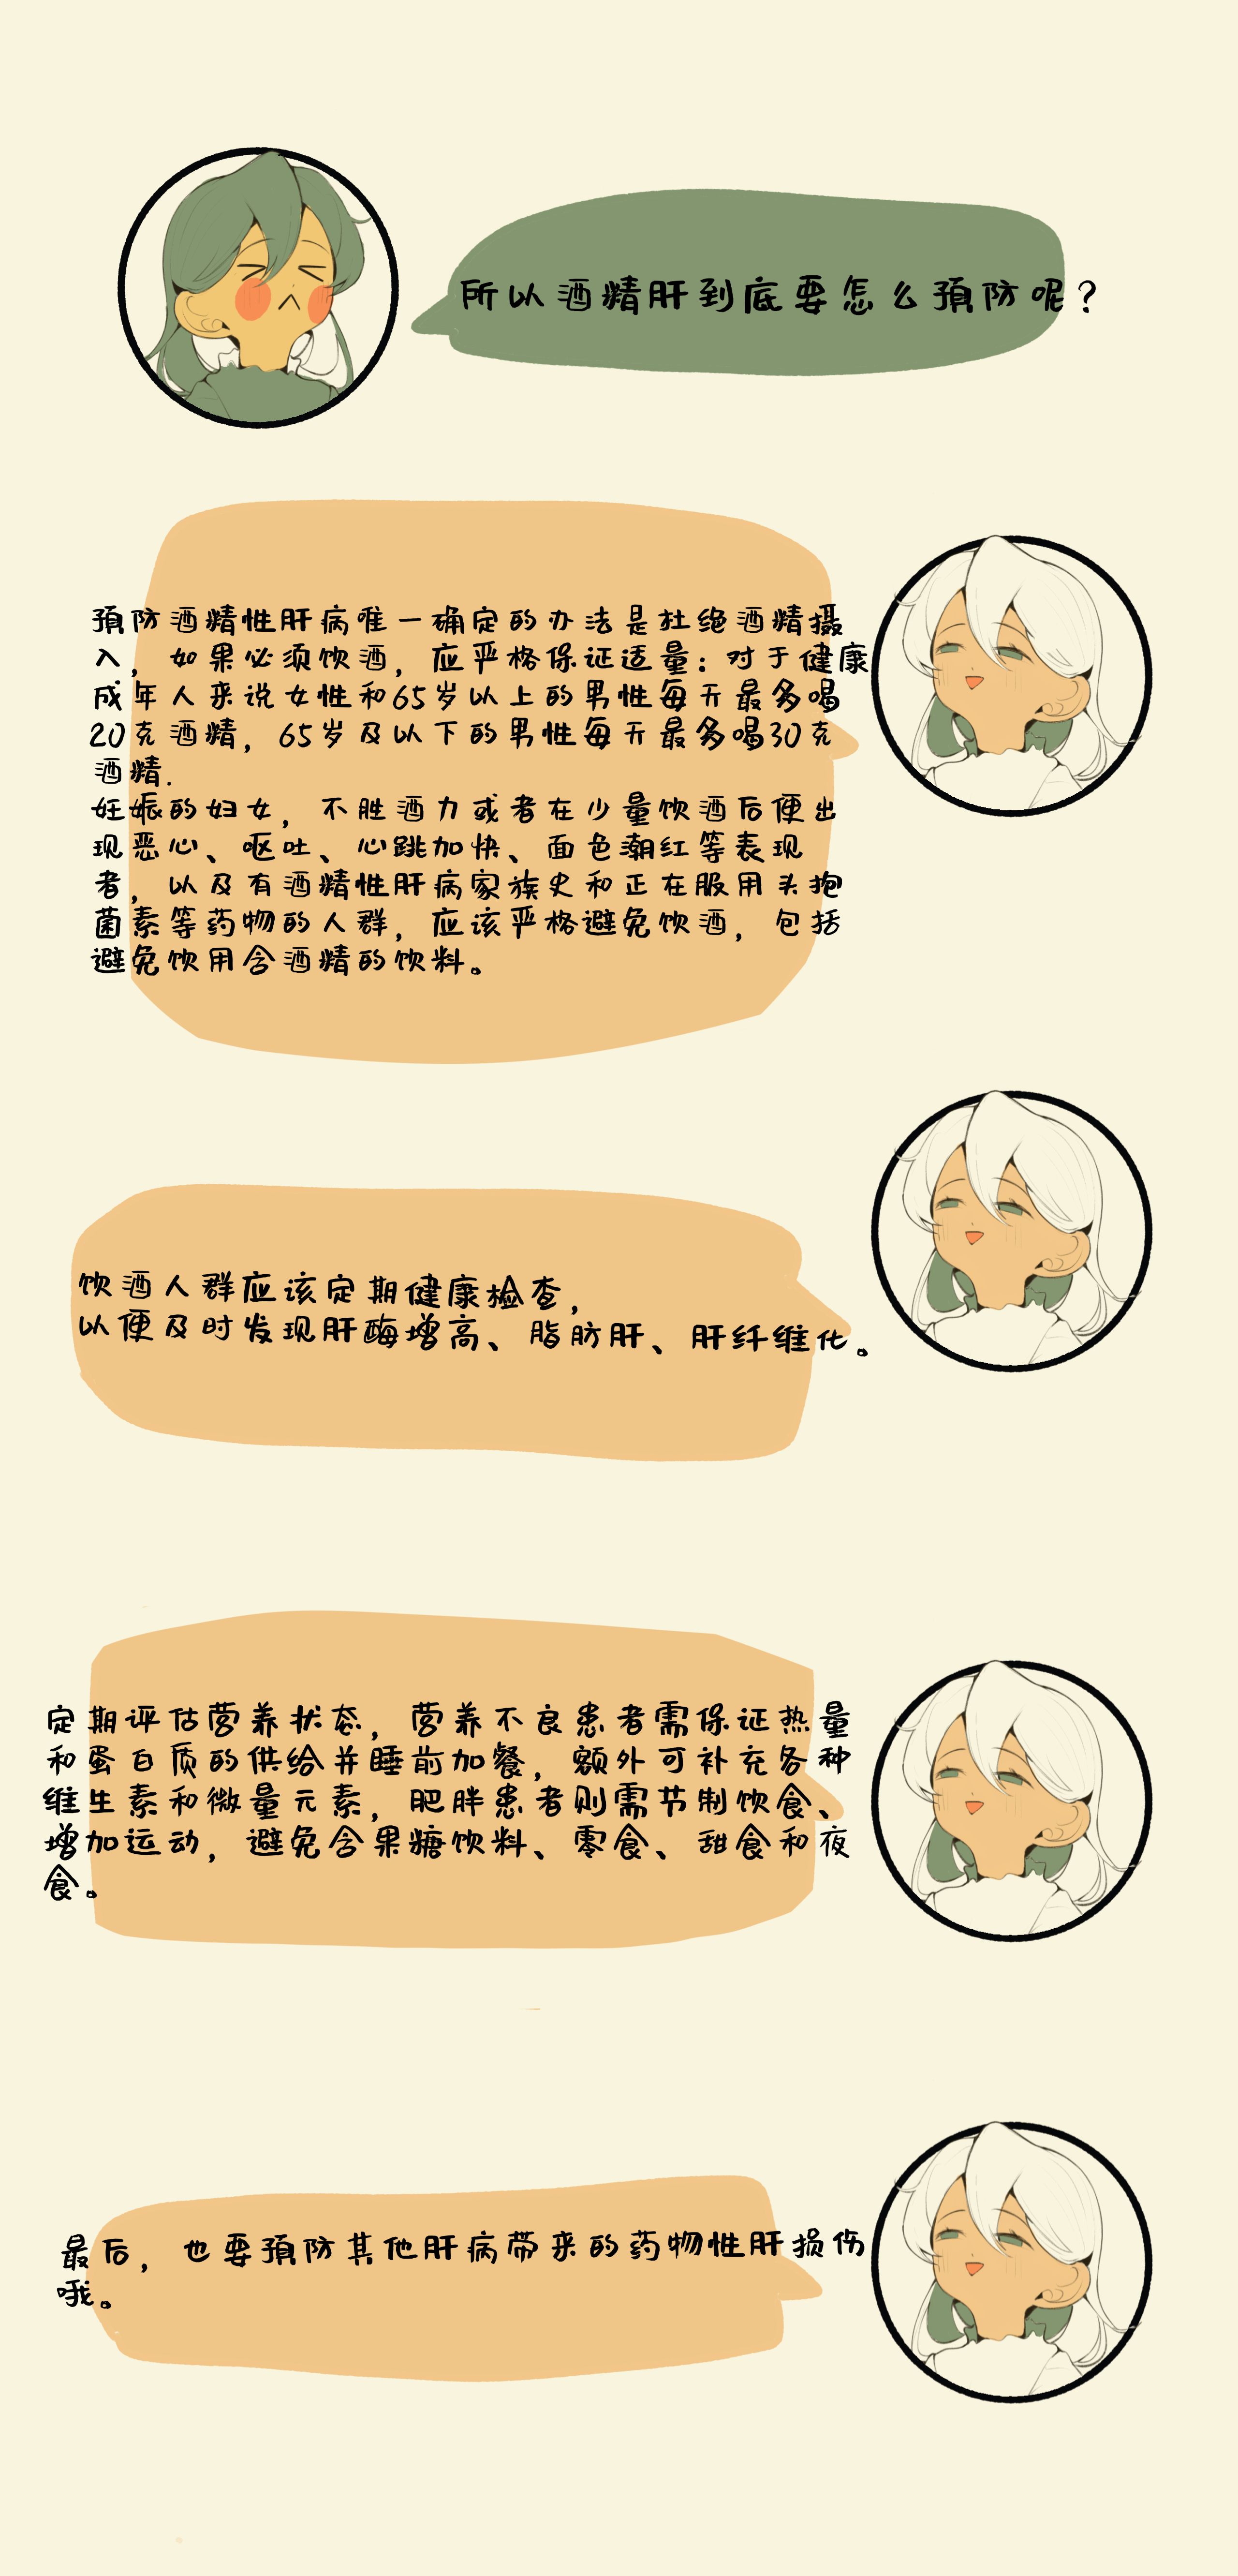 所以酒精肝到底要怎么预防呢？
预防酒精性肝病唯一确定的办法是杜绝酒精摄
入，如果必须饮酒，应严格保证适量：对于健康
成年人来说女性和65岁以上的男性每天最多喝
20克酒精，65岁及以下的男性每天最多喝30克
酒精.
妊娠的妇女，不胜酒力或者在少量饮酒后便出
现恶心、呕吐、心跳加快、面色潮红等表现
者，以及有酒精性肝病家族史和正在服用头孢
菌素等药物的人群，应该严格避免饮酒，包括
避免饮用含酒精的饮料。
饮酒人群应该定期健康检查，
以便及时发现肝酶增高、脂肪肝、肝纤维化。
定期评估营养状态，营养不良患者需保证热量
和蛋白质的供给并睡前加餐，额外可补充各种
维生素和微量元素，肥胖患者则需节制饮食、
增加运动，避免含果糖饮料、零食、甜食和夜
食。
最后，也要预防其他肝病带来的药物性肝损伤
哦。